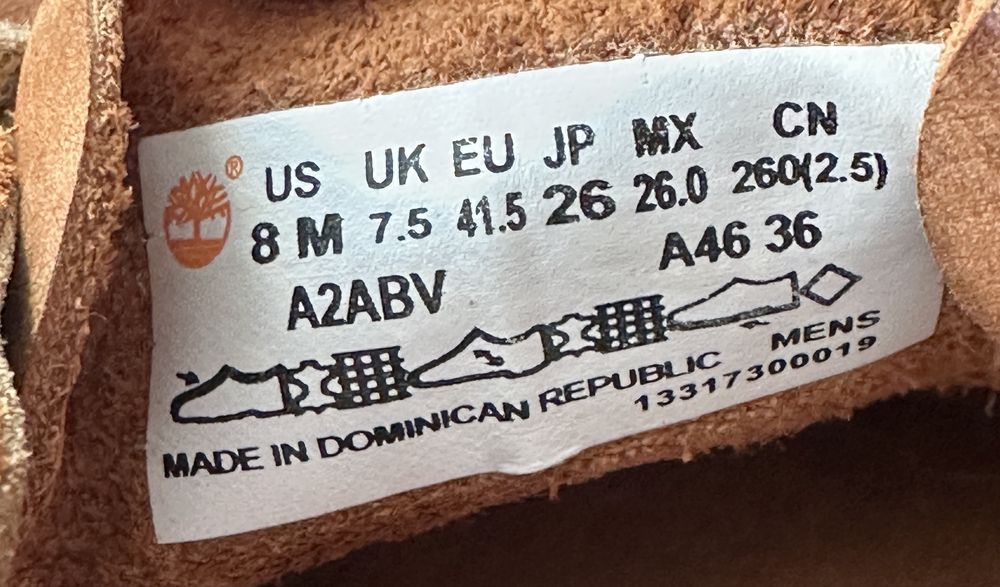 ® US UK EU JP MX CN
8 M 7.5 41.5 26 26.0 260(2.5)
A2ABV A46 36
MADE IN DOMINICAN REPUBLIC MENS
13317300019